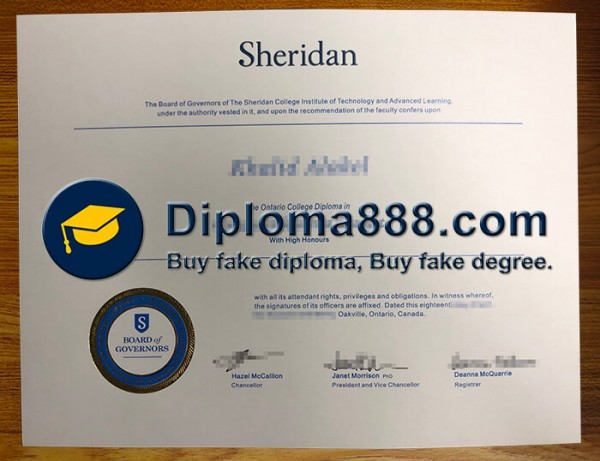 Sheridan
The Board of Governors of The Sheridan College Institute of Technology and Advanced Learning,
under the authority vested in it, and upon the recommendation of the faculty confers upon
he Ontario College Diploma in
Diploma888.com
With High Honours
Buy fake diploma, Buy fake degree.
with all its attendant rights, privileges and obligations. In witness whereof,
the signatures of its officers are affixed. Dated this eighteent
Oakville, Ontario, Canada.
S
BOARD of
GOVERNORS
Hazel McCallion
Chancellor
Janet Morrison PhD
President and Vice Chancellor
Deanna McQuarrie
Registrar